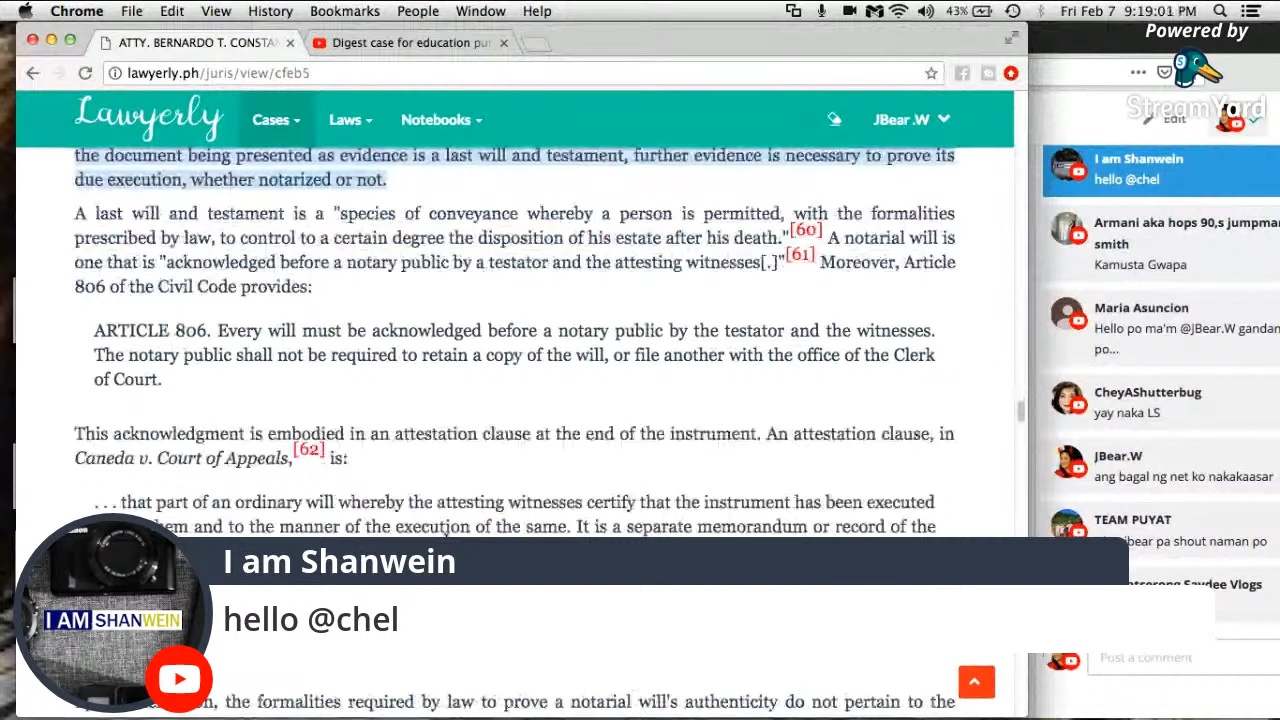 Chrome File Edit View History Bookmarks People Window Help 43% Fri Feb 7 9:19:01 PM
Powered by
StreamYard
ATTY. BERNARDO T. CONSTA
Digest case for education pur
lawyerly.ph/juris/view/cfeb5
Lawyerly Cases Laws Notebooks JBear .W
the document being presented as evidence is a last will and testament, further evidence is necessary to prove its
due execution, whether notarized or not.
A last will and testament is a "species of conveyance whereby a person is permitted, with the formalities
prescribed by law, to control to a certain degree the disposition of his estate after his death."[60] A notarial will is
one that is "acknowledged before a notary public by a testator and the attesting witnesses[.]"[61] Moreover, Article
806 of the Civil Code provides:
ARTICLE 806. Every will must be acknowledged before a notary public by the testator and the witnesses.
The notary public shall not be required to retain a copy of the will, or file another with the office of the Clerk
of Court.
This acknowledgment is embodied in an attestation clause at the end of the instrument. An attestation clause, in
Caneda v. Court of Appeals,[62] is:
. . . that part of an ordinary will whereby the attesting witnesses certify that the instrument has been executed
and to the manner of the execution of the same. It is a separate memorandum or record of the
the formalities required by law to prove a notarial will's authenticity do not pertain to the
Edit
I am Shanwein
hello @chel
Armani aka hops 90,s jumpma
smith
Kamusta Gwapa
Maria Asuncion
Hello po ma'm @JBear.W gandan
po...
CheyAShutterbug
yay naka LS
JBear.W
ang bagal ng net ko nakakaasar
TEAM PUYAT
bear pa shout naman po
Saydee Vlogs
Post a comment
I am Shanwein
hello @chel
I AM SHANWEIN